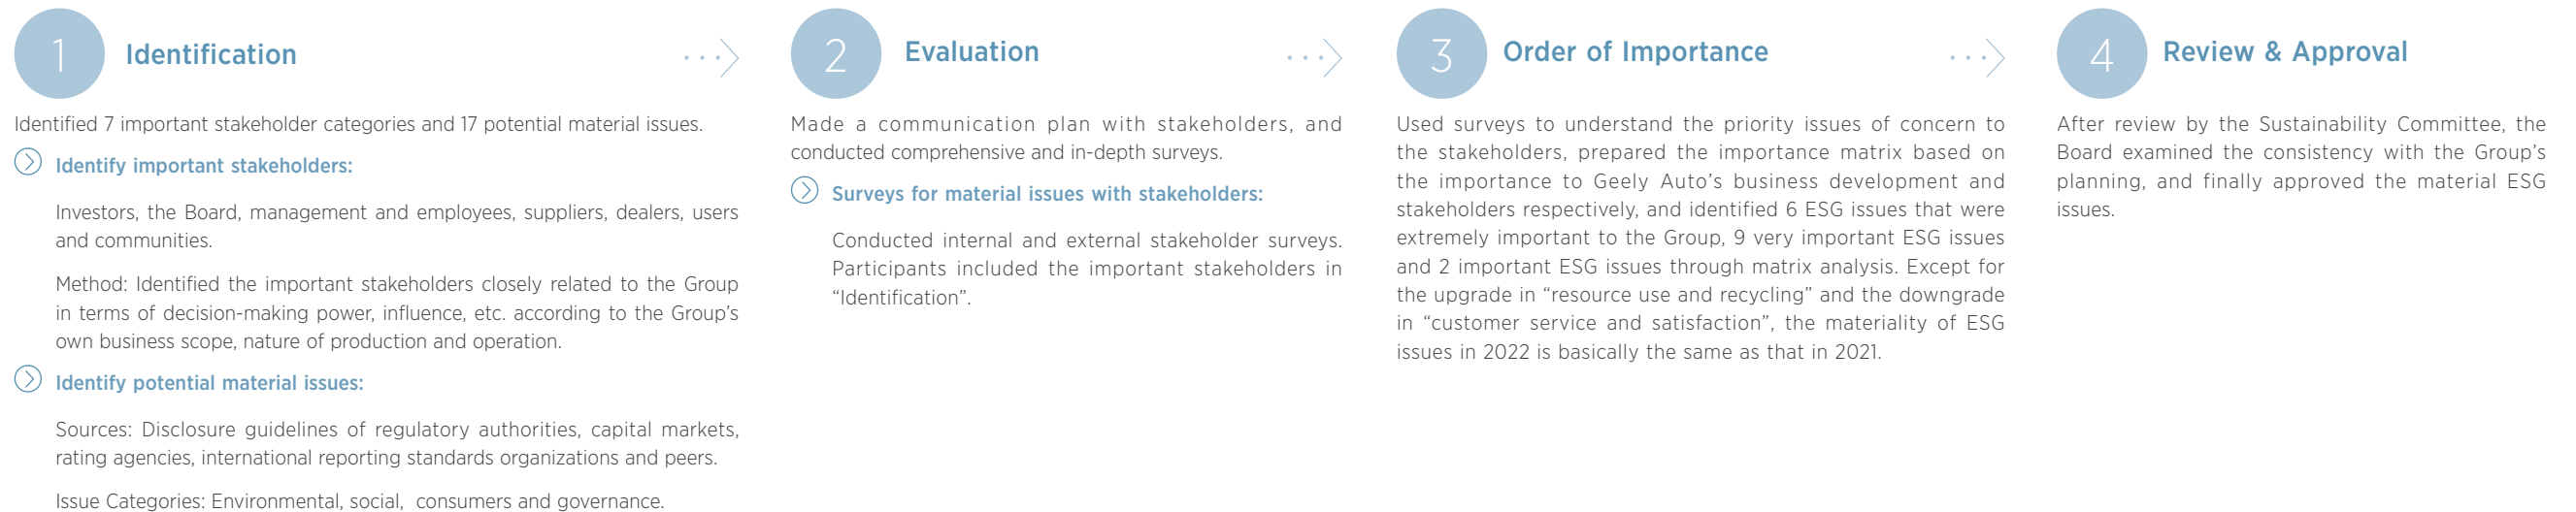 1
Identification
Identified 7 important stakeholder categories and 17 potential material issues.
Identify important stakeholders:
Investors, the Board, management and employees, suppliers, dealers, users
and communities.
Method: Identified the important stakeholders closely related to the Group
in terms of decision-making power, influence, etc. according to the Group's
own business scope, nature of production and operation.
Identify potential material issues:
Sources: Disclosure guidelines of regulatory authorities, capital markets,
rating agencies, international reporting standards organizations and peers.
Issue Categories: Environmental, social, consumers and governance.
2
Evaluation
Made a communication plan with stakeholders, and
conducted comprehensive and in-depth surveys.
Surveys for material issues with stakeholders:
Conducted internal and external stakeholder surveys.
Participants included the important stakeholders in
“Identification”.
3
Order of Importance
Used surveys to understand the priority issues of concern to
the stakeholders, prepared the importance matrix based on
the importance to Geely Auto's business development and
stakeholders respectively, and identified 6 ESG issues that were
extremely important to the Group, 9 very important ESG issues
and 2 important ESG issues through matrix analysis. Except for
the upgrade in “resource use and recycling” and the downgrade
in “customer service and satisfaction”, the materiality of ESG
issues in 2022 is basically the same as that in 2021.
4
Review & Approval
After review by the Sustainability Committee, the
Board examined the consistency with the Group's
planning, and finally approved the material ESG
issues.